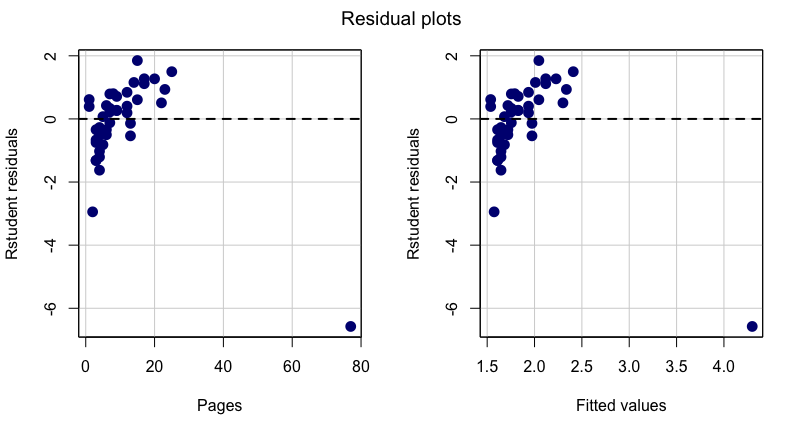 Residual plots
Rstudent residuals
2
0
-2
-4
-6
0 20 40 60 80
Pages
Rstudent residuals
2
0
-2
-4
-6
1.5 2.0 2.5 3.0 3.5 4.0
Fitted values